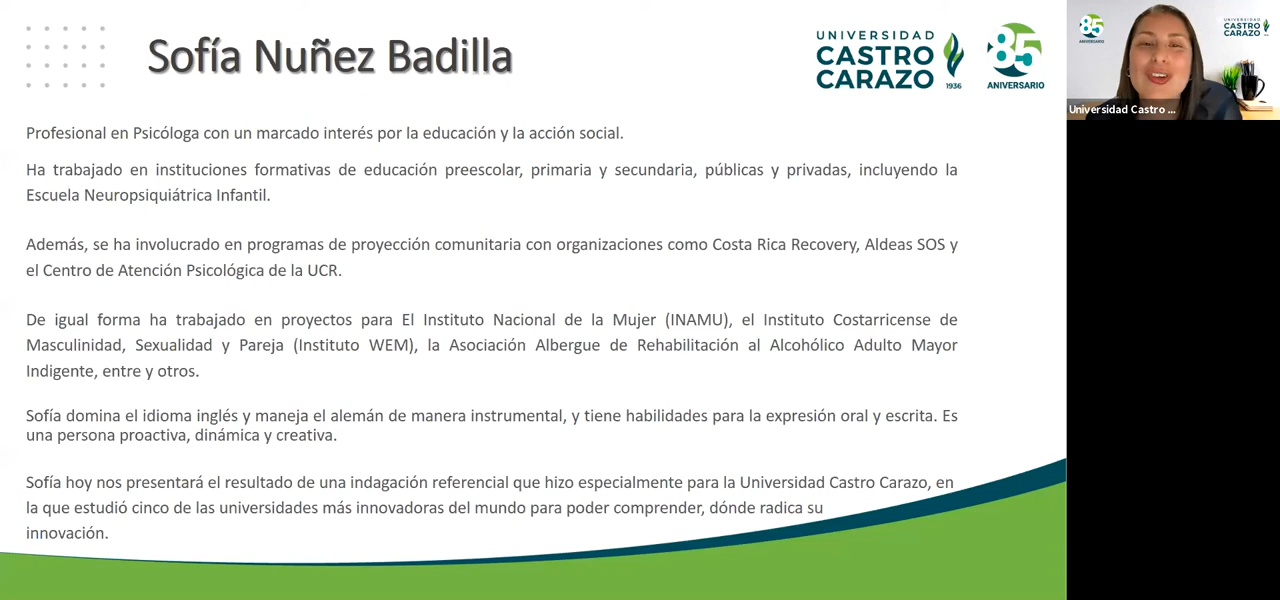 Sofía Nuñez Badilla
UNIVERSIDAD
CASTRO
CARAZO
1936
85
ANIVERSARIO
Profesional en Psicóloga con un marcado interés por la educación y la acción social.
Ha trabajado en instituciones formativas de educación preescolar, primaria y secundaria, públicas y privadas, incluyendo la
Escuela Neuropsiquiátrica Infantil.
Además, se ha involucrado en programas de proyección comunitaria con organizaciones como Costa Rica Recovery, Aldeas SOS y
el Centro de Atención Psicológica de la UCR.
De igual forma ha trabajado en proyectos para El Instituto Nacional de la Mujer (INAMU), el Instituto Costarricense de
Masculinidad, Sexualidad y Pareja (Instituto WEM), la Asociación Albergue de Rehabilitación al Alcohólico Adulto Mayor
Indigente, entre y otros.
Sofía domina el idioma inglés y maneja el alemán de manera instrumental, y tiene habilidades para la expresión oral y escrita. Es
una persona proactiva, dinámica y creativa.
Sofía hoy nos presentará el resultado de una indagación referencial que hizo especialmente para la Universidad Castro Carazo, en
la que estudió cinco de las universidades más innovadoras del mundo para poder comprender, dónde radica su
innovación.
85
ANIVERSARIO
UNIVERSIDAD
CASTRO
CARAZO
Universidad Castro ...